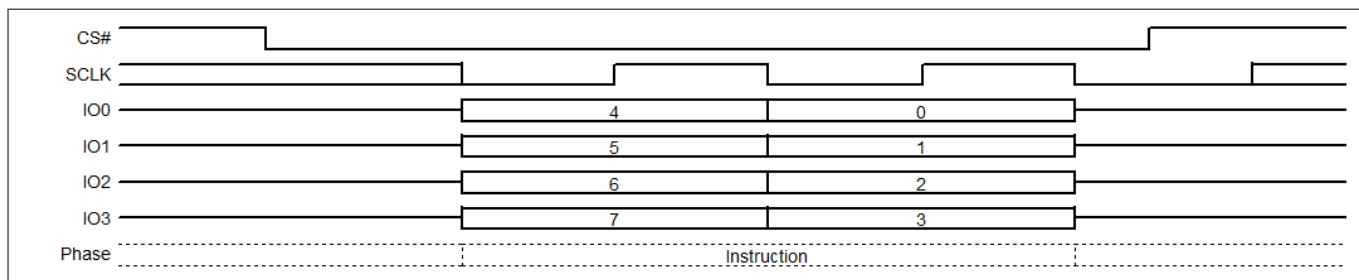 CS#
SCLK
IO0 4 0
IO1 5 1
IO2 6 2
IO3 7 3
Phase Instruction